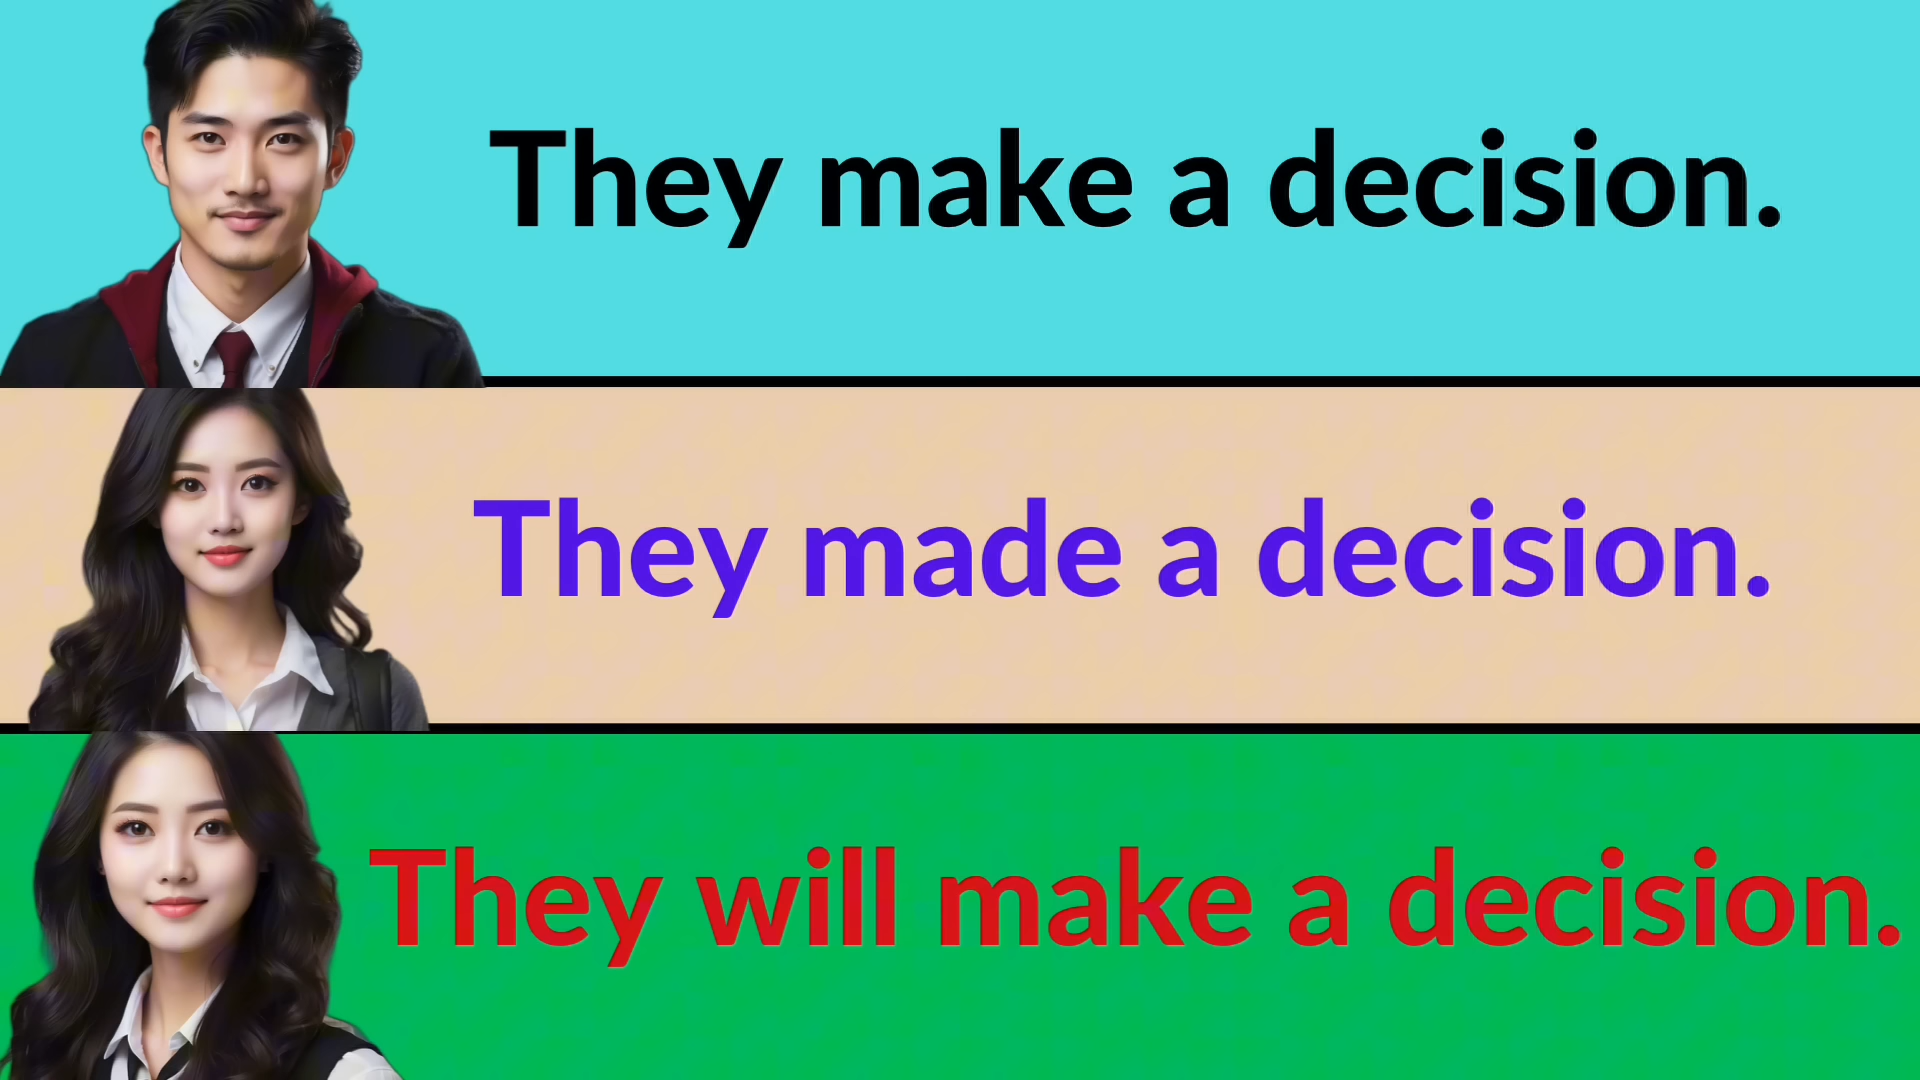 They make a decision.
They made a decision.
They will make a decision.